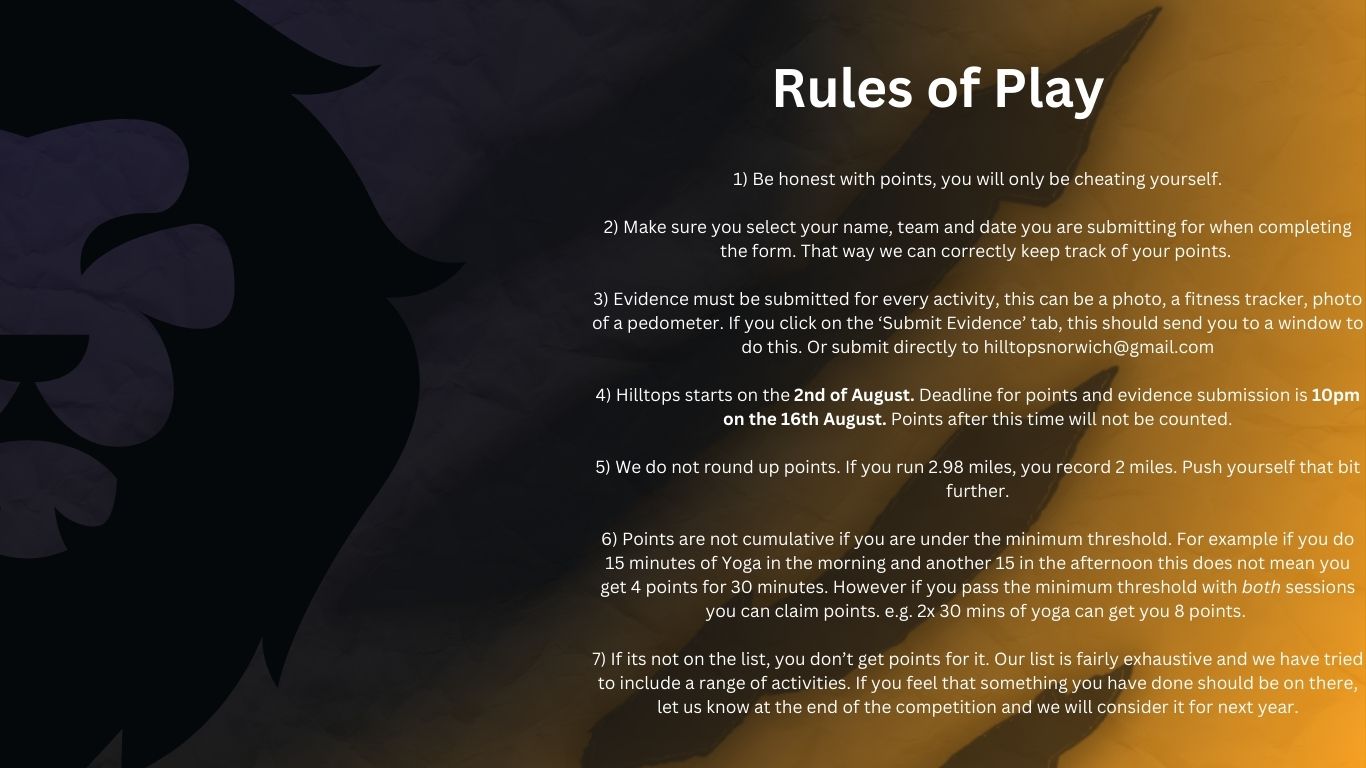 Rules of Play
1) Be honest with points, you will only be cheating yourself.
2) Make sure you select your name, team and date you are submitting for when completing
the form. That way we can correctly keep track of your points.
3) Evidence must be submitted for every activity, this can be a photo, a fitness tracker, photo
of a pedometer. If you click on the ‘Submit Evidence’ tab, this should send you to a window to
do this. Or submit directly to hilltopsnorwich@gmail.com
4) Hilltops starts on the 2nd of August. Deadline for points and evidence submission is 10pm
on the 16th August. Points after this time will not be counted.
5) We do not round up points. If you run 2.98 miles, you record 2 miles. Push yourself that bit
further.
6) Points are not cumulative if you are under the minimum threshold. For example if you do
15 minutes of Yoga in the morning and another 15 in the afternoon this does not mean you
get 4 points for 30 minutes. However if you pass the minimum threshold with both sessions
you can claim points. e.g. 2x 30 mins of yoga can get you 8 points.
7) If its not on the list, you don’t get points for it. Our list is fairly exhaustive and we have tried
to include a range of activities. If you feel that something you have done should be on there,
let us know at the end of the competition and we will consider it for next year.